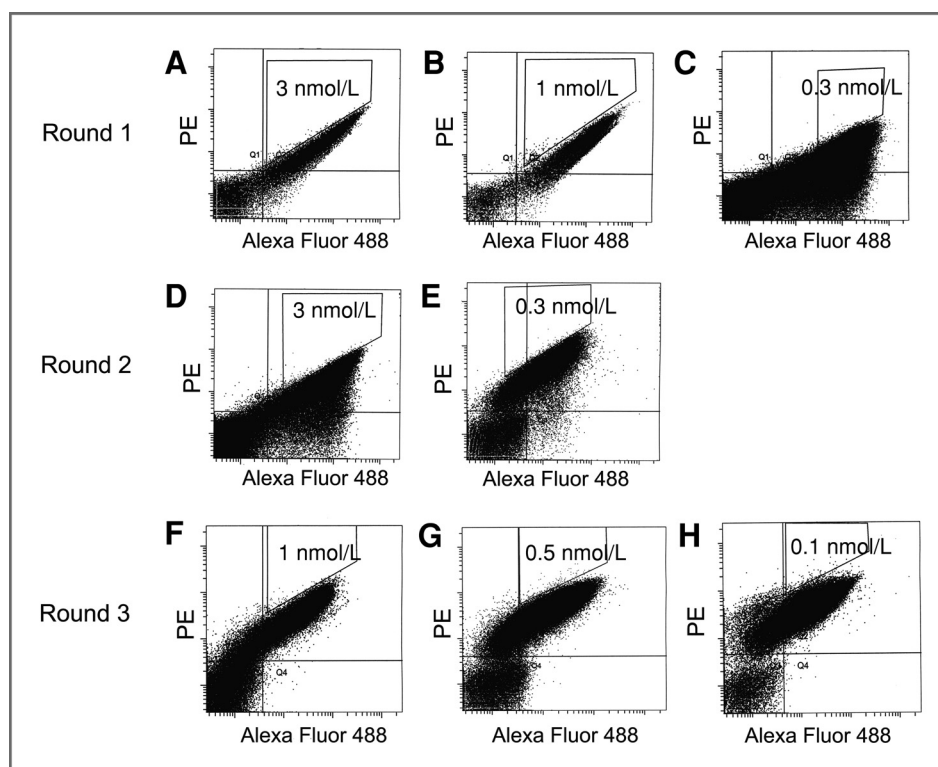 Round 1
A
3 nmol/L
Q1
PE
Alexa Fluor 488
B
1 nmol/L
Q1
PE
Alexa Fluor 488
C
0.3 nmol/L
Q1
PE
Alexa Fluor 488
Round 2
D
3 nmol/L
PE
Alexa Fluor 488
E
0.3 nmol/L
PE
Alexa Fluor 488
Round 3
F
1 nmol/L
Q4
PE
Alexa Fluor 488
G
0.5 nmol/L
Q4
PE
Alexa Fluor 488
H
0.1 nmol/L
Q4
PE
Alexa Fluor 488